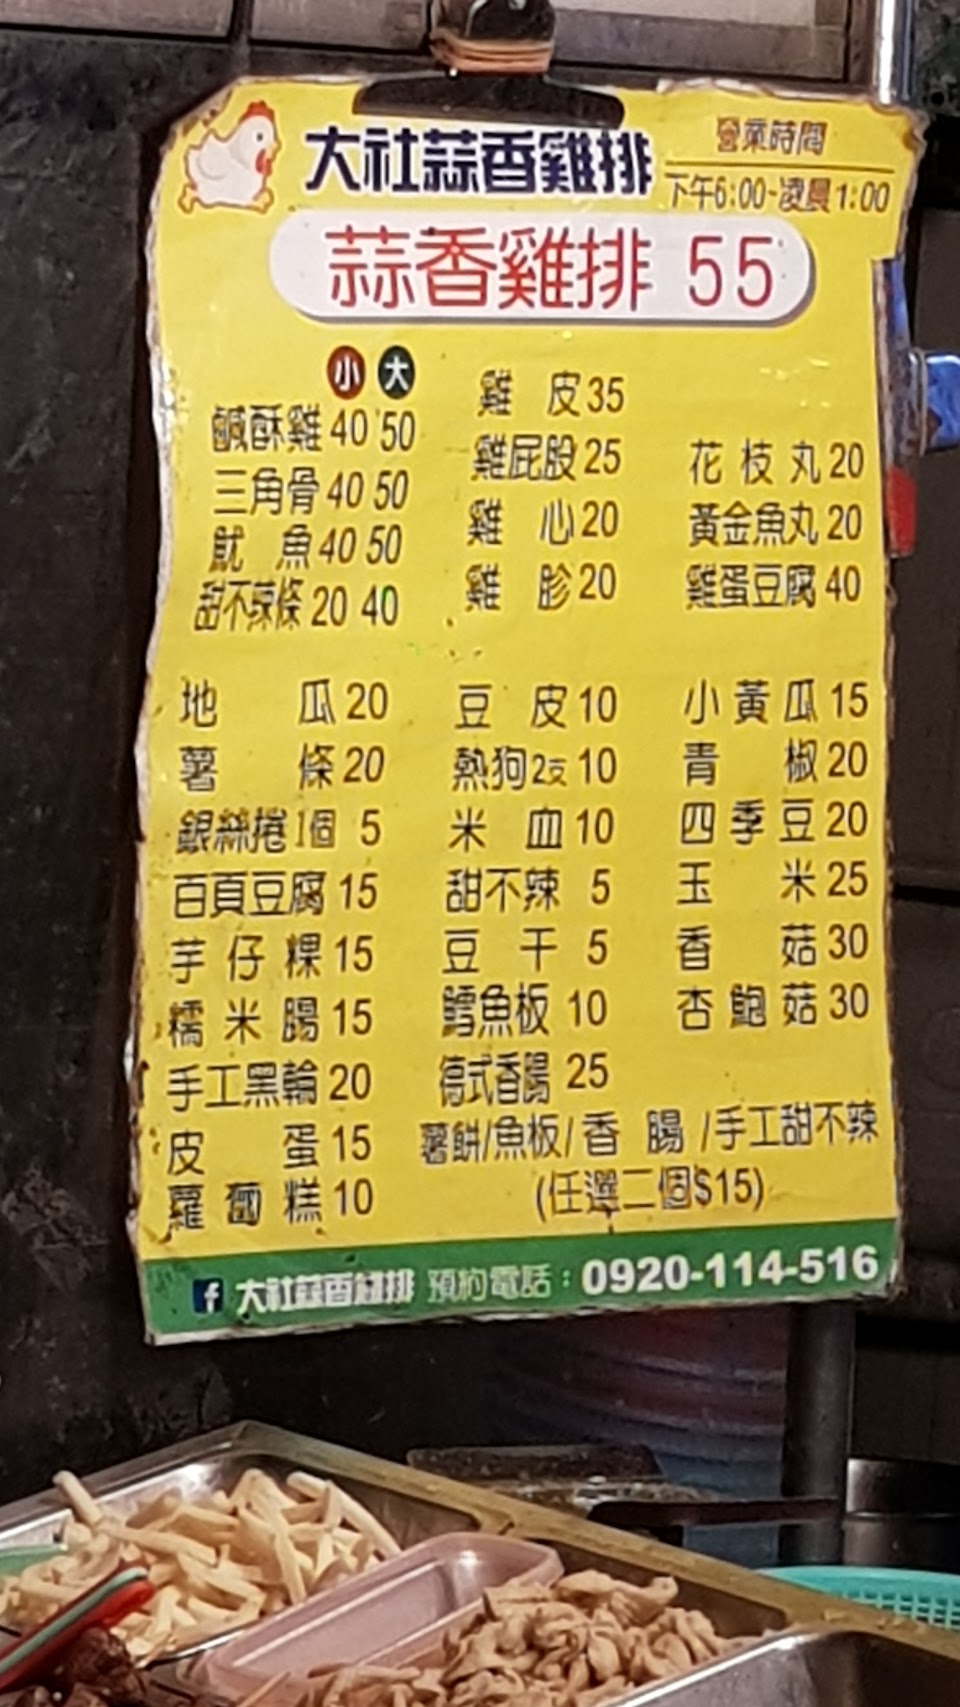 大社蒜香雞排
營業時間
下午6:00-凌晨1:00
蒜香雞排 55
小 大
鹹酥雞 40 50
三角骨 40 50
魷魚 40 50
甜不辣條 20 40
雞皮 35
雞屁股 25
雞心 20
雞胗 20
花枝丸 20
黃金魚丸 20
雞蛋豆腐 40
地瓜 20
薯條 20
銀絲捲1個 5
百頁豆腐 15
芋仔粿 15
糯米腸 15
手工黑輪 20
皮蛋 15
蘿蔔糕 10
豆皮 10
熱狗2支 10
米血 10
甜不辣 5
豆干 5
鱈魚板 10
德式香腸 25
小黃瓜 15
青椒 20
四季豆 20
玉米 25
香菇 30
杏鮑菇 30
薯餅/魚板/香腸/手工甜不辣
(任選二個$15)
f 大社蒜香雞排 預約電話：0920-114-516